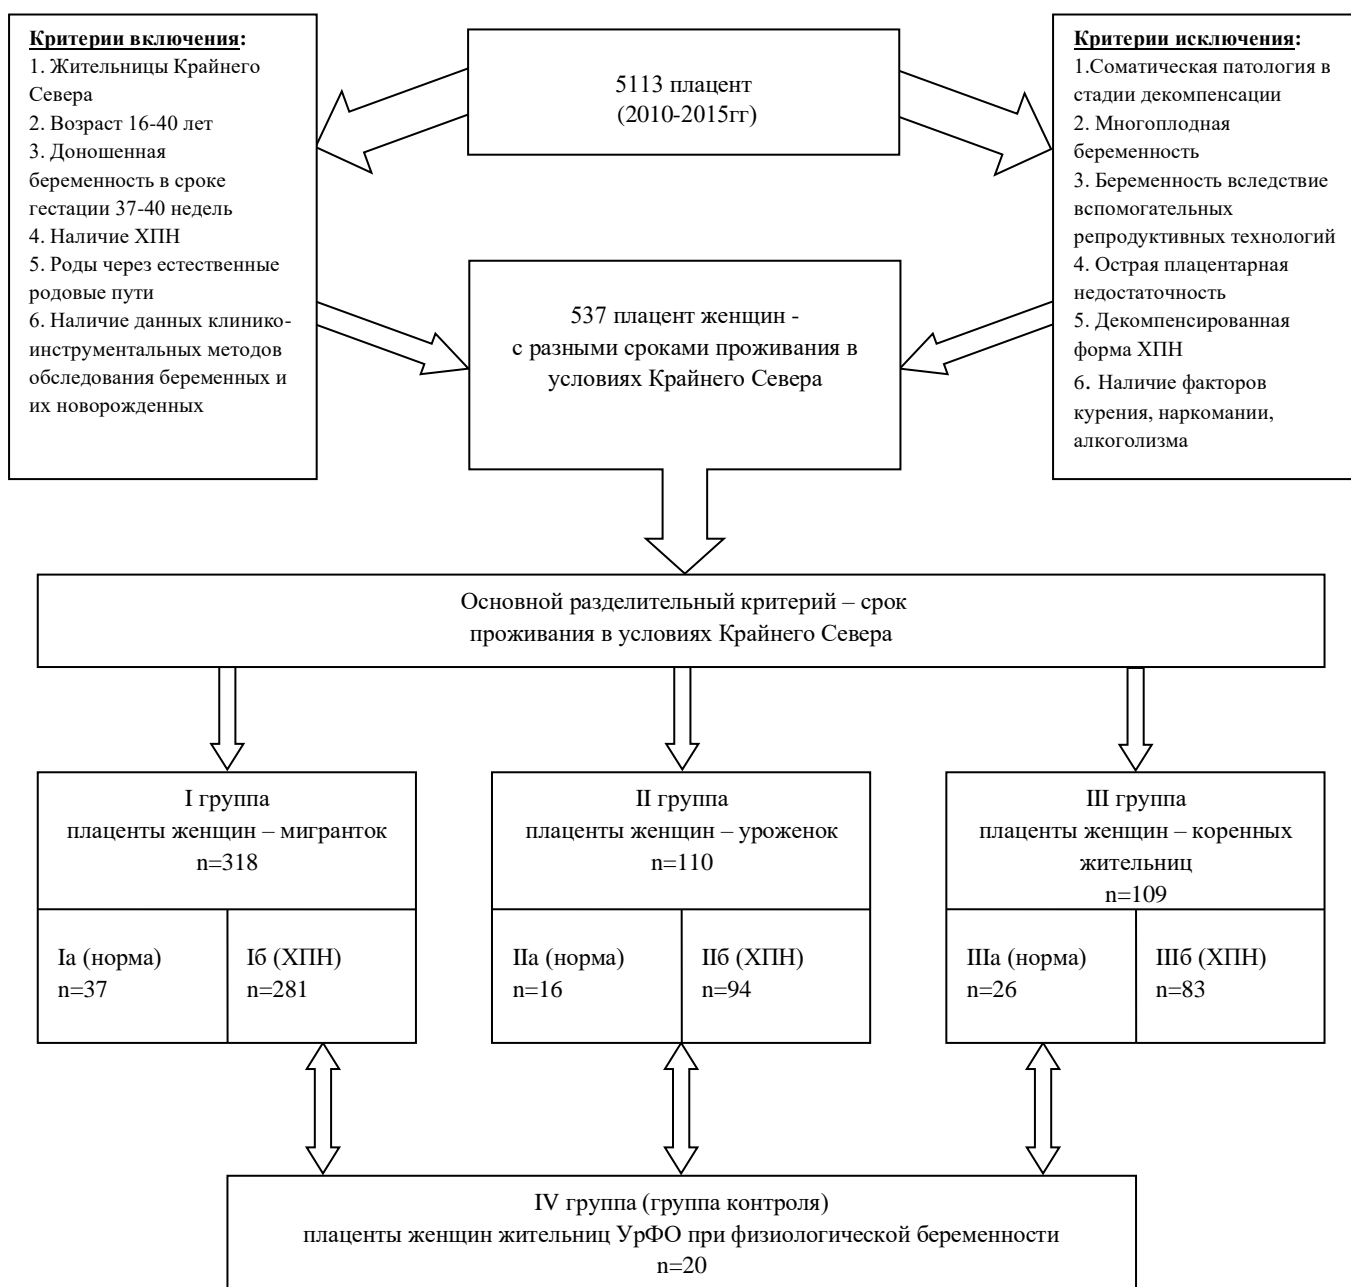 Критерии включения:
1. Жительницы Крайнего
Севера
2. Возраст 16-40 лет
3. Доношенная
беременность в сроке
гестации 37-40 недель
4. Наличие ХПН
5. Роды через естественные
родовые пути
6. Наличие данных клинико-
инструментальных методов
обследования беременных и
их новорожденных
5113 плацент
(2010-2015гг)
Критерии исключения:
1.Соматическая патология в
стадии декомпенсации
2. Многоплодная
беременность
3. Беременность вследствие
вспомогательных
репродуктивных технологий
4. Острая плацентарная
недостаточность
5. Декомпенсированная
форма ХПН
6. Наличие факторов
курения, наркомании,
алкоголизма
537 плацент женщин -
с разными сроками проживания в
условиях Крайнего Севера
Основной разделительный критерий – срок
проживания в условиях Крайнего Севера
I группа
плаценты женщин – мигранток
n=318
Iа (норма)
n=37
Iб (ХПН)
n=281
II группа
плаценты женщин – уроженок
n=110
IIа (норма)
n=16
IIб (ХПН)
n=94
III группа
плаценты женщин – коренных
жительниц
n=109
IIIа (норма)
n=26
IIIб (ХПН)
n=83
IV группа (группа контроля)
плаценты женщин жительниц УрФО при физиологической беременности
n=20